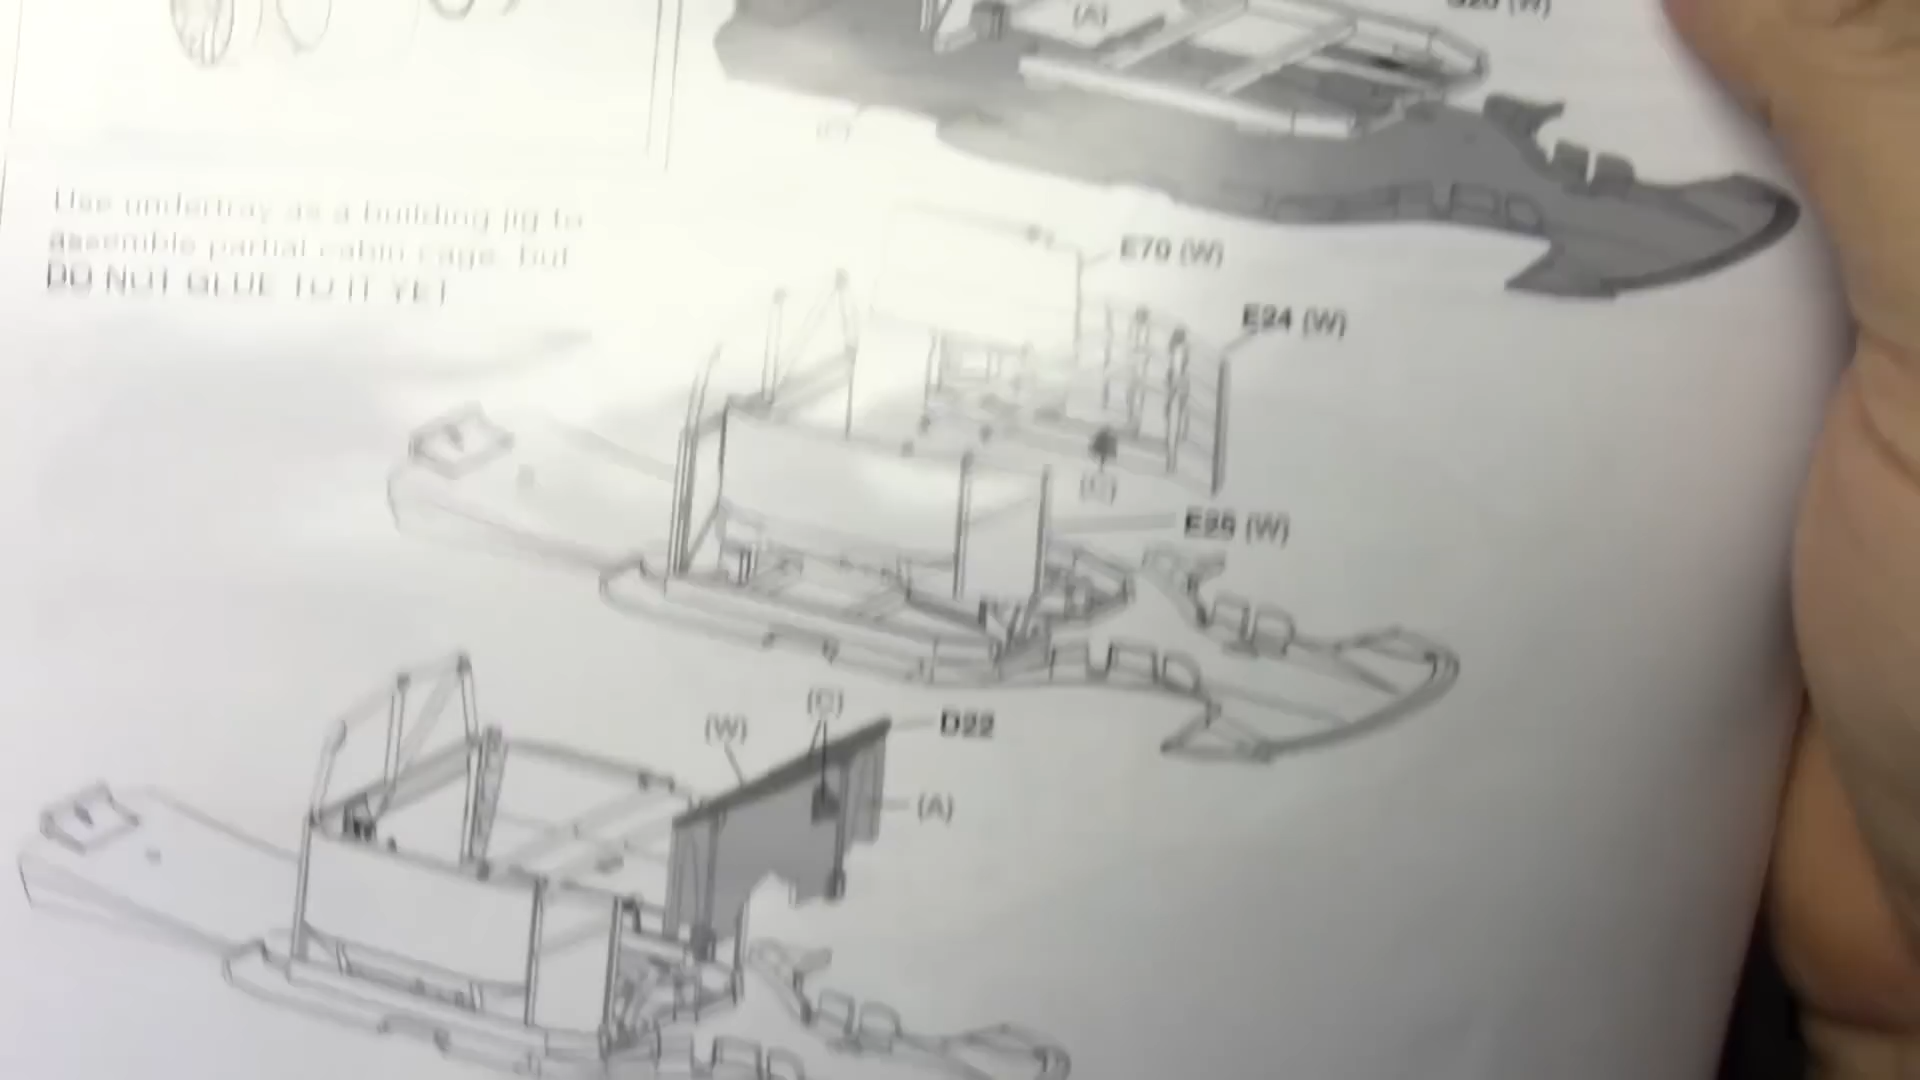 (A)
(C)
Use undertray as a building jig to
assemble partial cabin cage, but
DO NOT GLUE TO IT YET
E70 (W)
E24 (W)
(C)
E25 (W)
(W)
(C)
D22
(A)